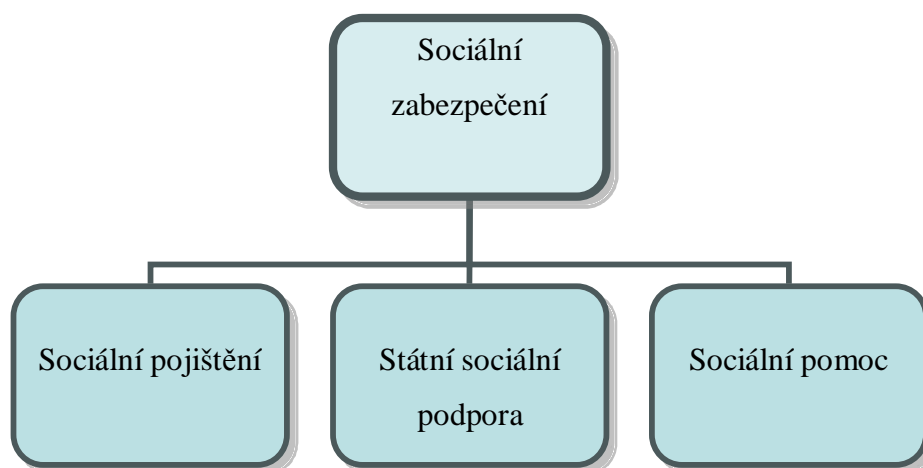 Sociální
zabezpečení
Sociální pojištění
Státní sociální
podpora
Sociální pomoc